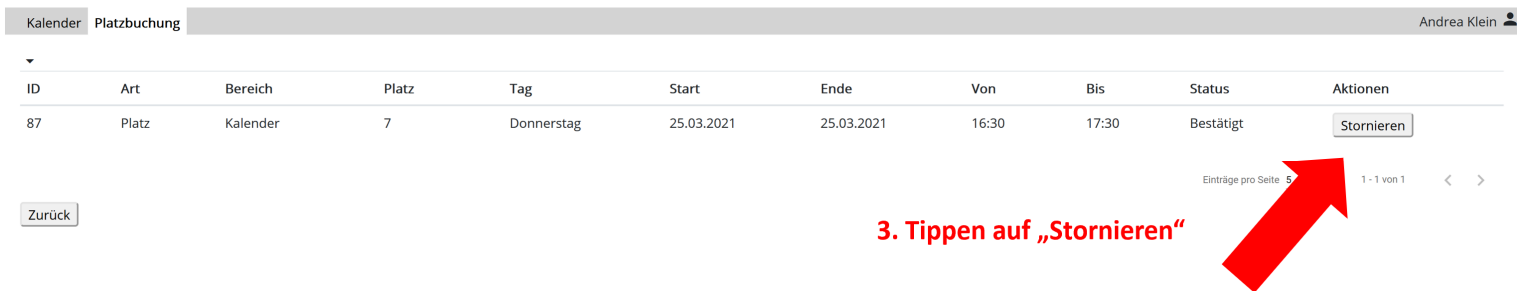 Kalender Platzbuchung Andrea Klein
ID Art Bereich Platz Tag Start Ende Von Bis Status Aktionen
87 Platz Kalender 7 Donnerstag 25.03.2021 25.03.2021 16:30 17:30 Bestätigt Stornieren
Einträge pro Seite 5 1 - 1 von 1
Zurück
3. Tippen auf „Stornieren“